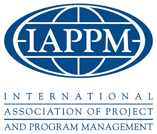 IAPPM
INTERNATIONAL
ASSOCIATION OF PROJECT
AND PROGRAM MANAGEMENT